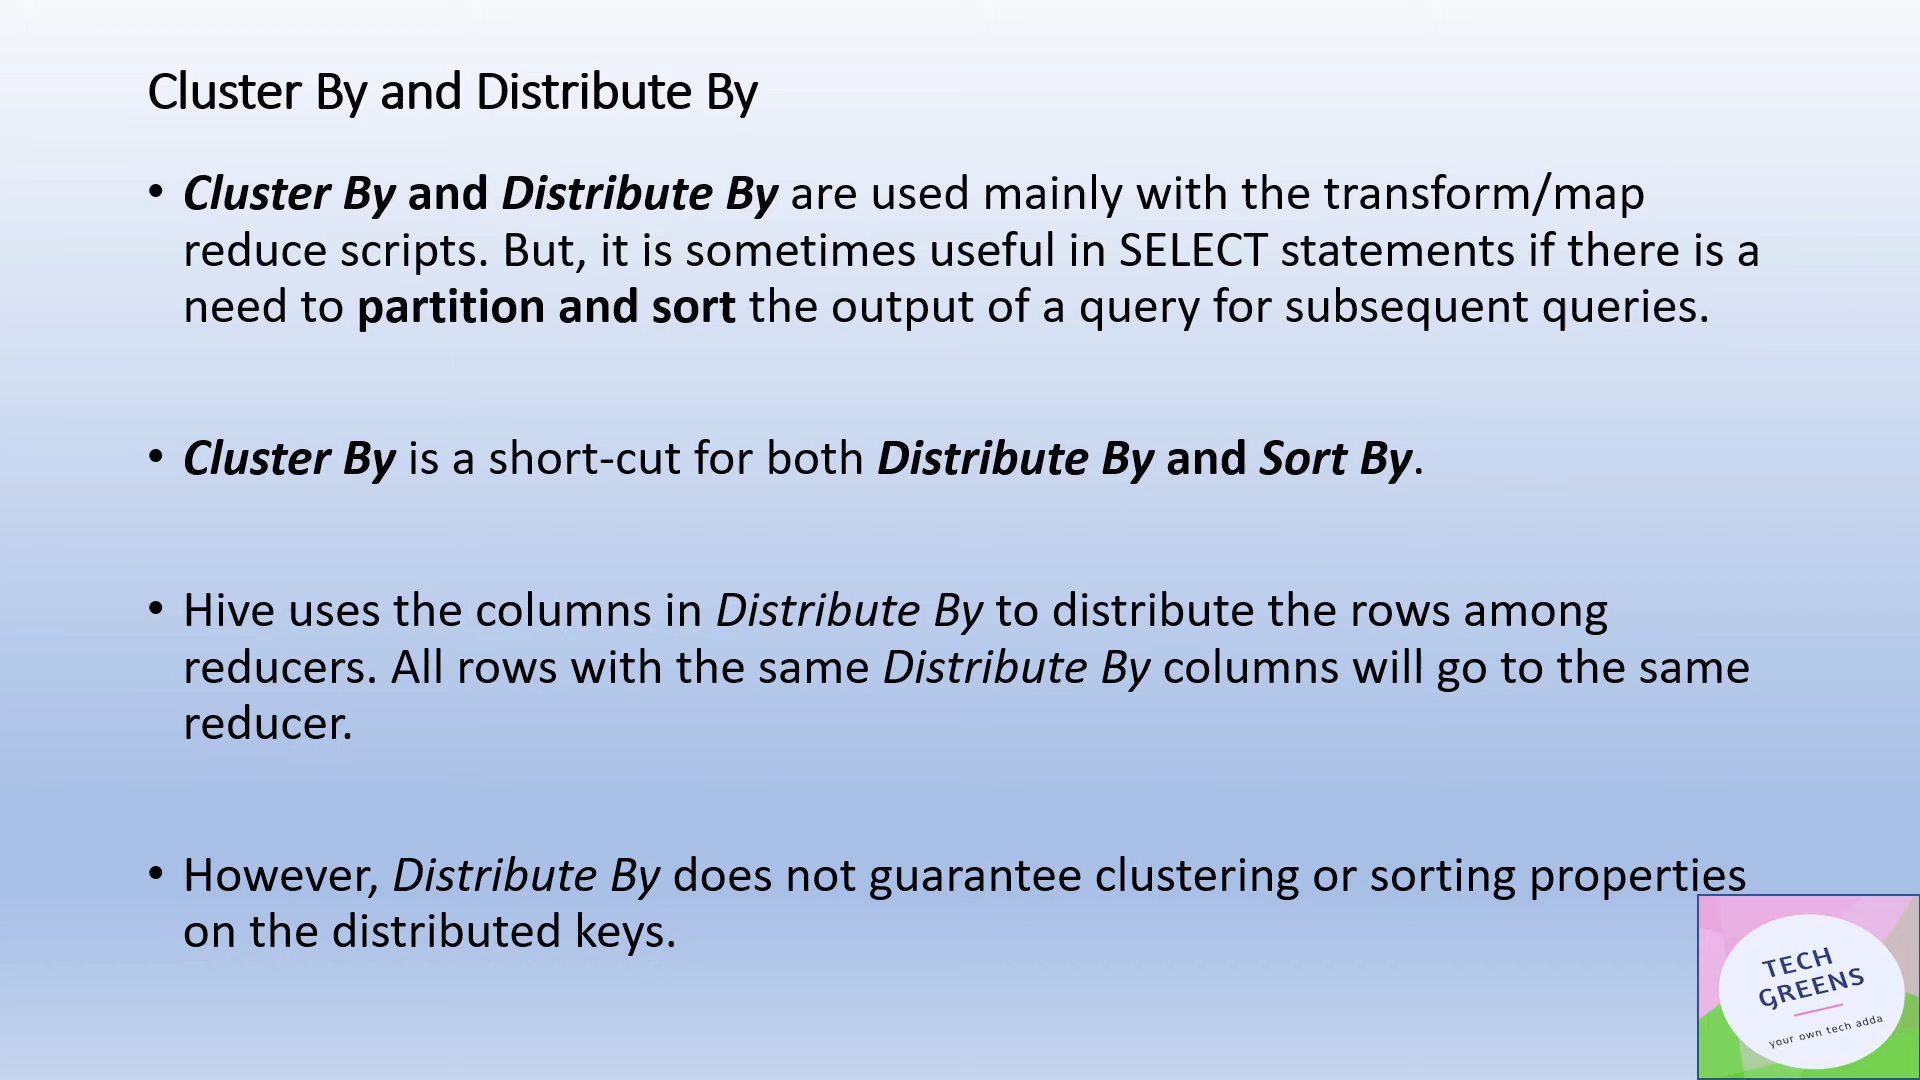 Cluster By and Distribute By
• Cluster By and Distribute By are used mainly with the transform/map
reduce scripts. But, it is sometimes useful in SELECT statements if there is a
need to partition and sort the output of a query for subsequent queries.
• Cluster By is a short-cut for both Distribute By and Sort By.
• Hive uses the columns in Distribute By to distribute the rows among
reducers. All rows with the same Distribute By columns will go to the same
reducer.
• However, Distribute By does not guarantee clustering or sorting properties
on the distributed keys.
TECH
GREENS
your own tech adda